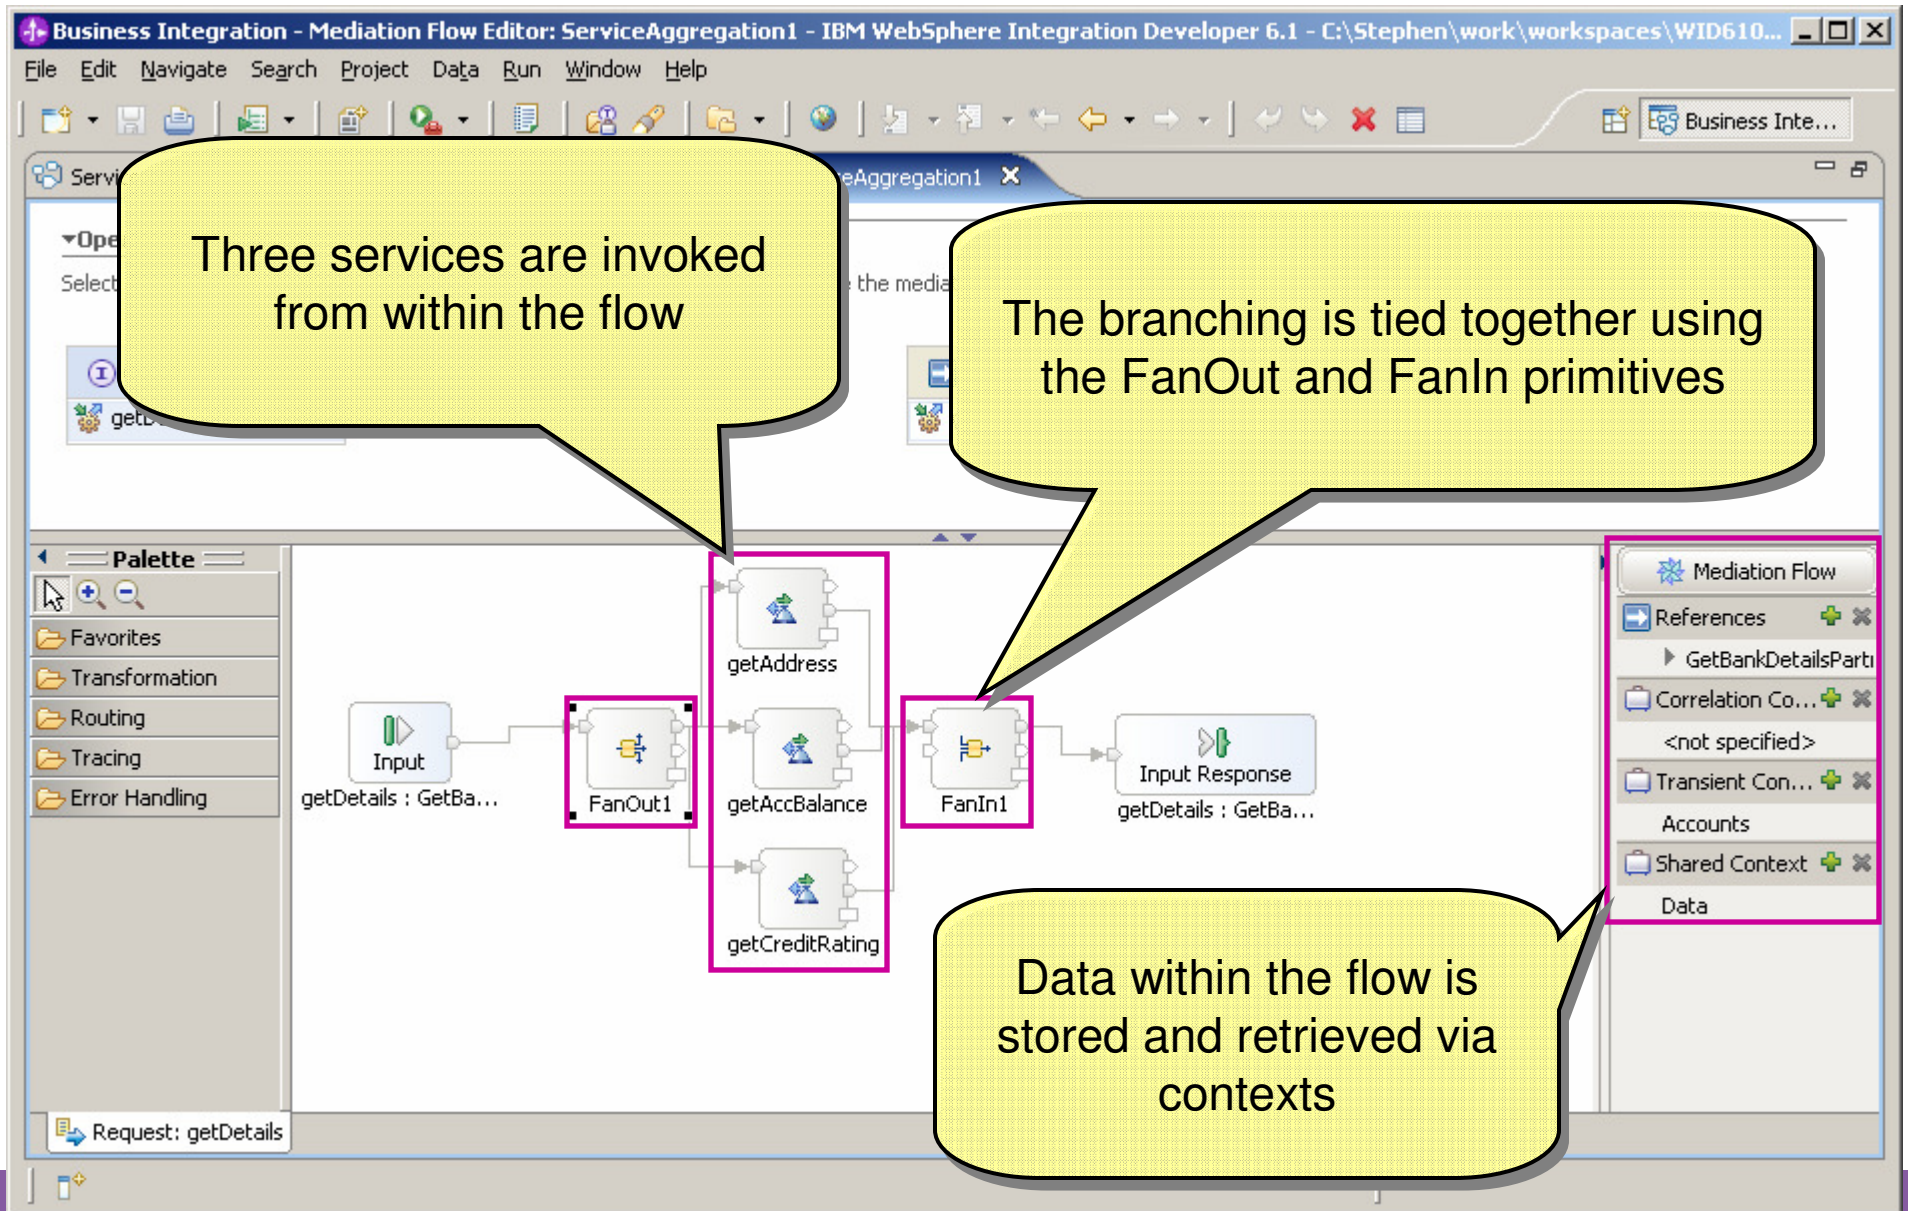 Business Integration - Mediation Flow Editor: ServiceAggregation1 - IBM WebSphere Integration Developer 6.1 - C:\Stephen\work\workspaces\WID610...
File Edit Navigate Search Project Data Run Window Help
Business Inte...
Servi
eAggregation1
Three services are invoked
from within the flow
Ope
Select
the media
The branching is tied together using
the FanOut and FanIn primitives
Palette
Favorites
Transformation
Routing
Tracing
Error Handling
Input
getDetails : GetBa...
FanOut1
getAddress
getAccBalance
getCreditRating
FanIn1
Input Response
getDetails : GetBa...
Mediation Flow
References
GetBankDetailsPart
Correlation Co...
<not specified>
Transient Con...
Accounts
Shared Context
Data
Data within the flow is
stored and retrieved via
contexts
Request: getDetails